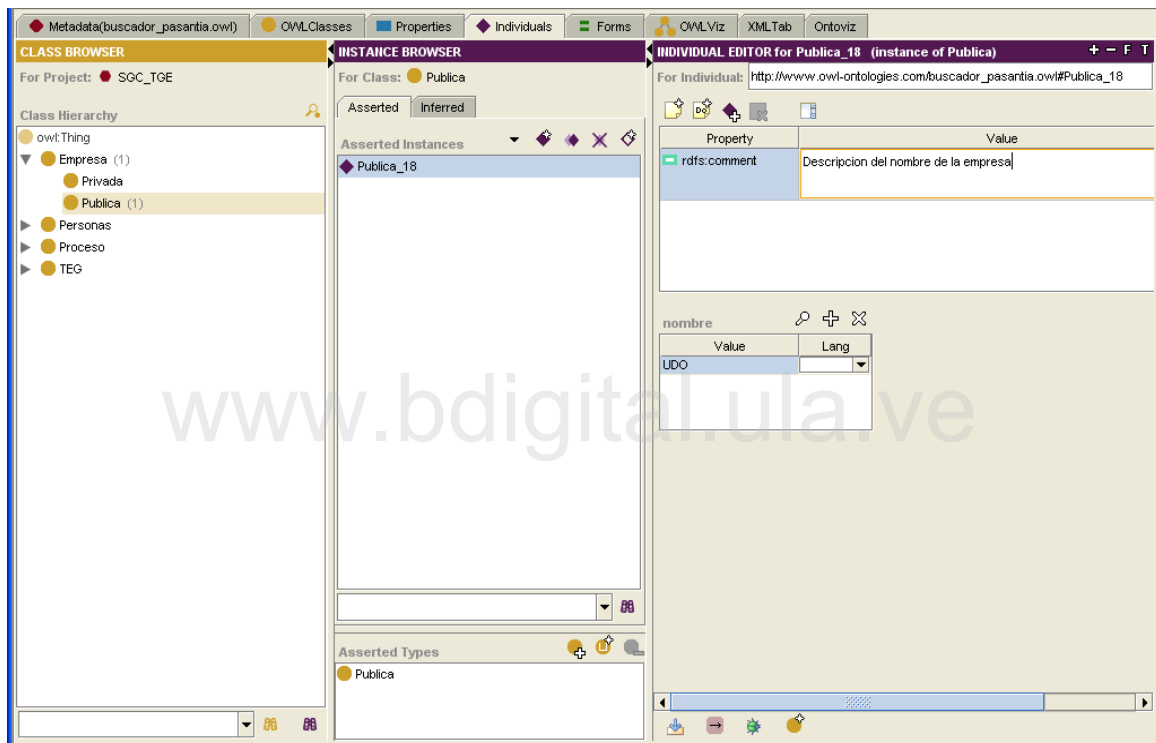 Metadata(buscador_pasantia.owl) OWLClasses Properties Individuals Forms OWLViz XMLTab Ontoviz
CLASS BROWSER
For Project: SGC_TGE
Class Hierarchy
owl:Thing
Empresa (1)
Privada
Publica (1)
Personas
Proceso
TEG
INSTANCE BROWSER
For Class: Publica
Asserted Inferred
Asserted Instances
Publica_18
Asserted Types
Publica
INDIVIDUAL EDITOR for Publica_18 (instance of Publica) + − F T
For Individual: http://www.owl-ontologies.com/buscador_pasantia.owl#Publica_18
Property Value
rdfs:comment Descripcion del nombre de la empresa
nombre
Value Lang
UDO
www.bdigital.ula.ve